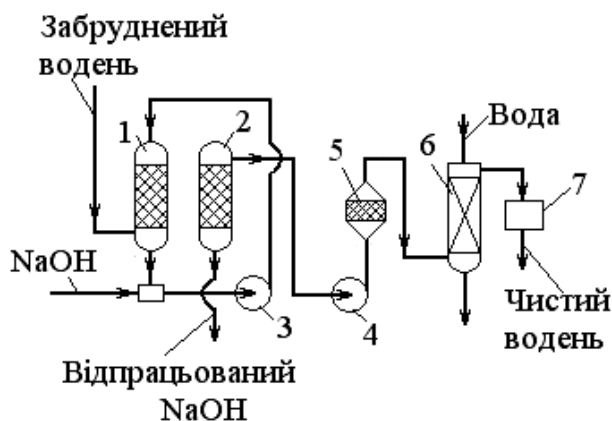 Забруднений
водень
1
2
5
6
Вода
7
NaOH
3
4
Чистий
водень
Відпрацьований
NaOH